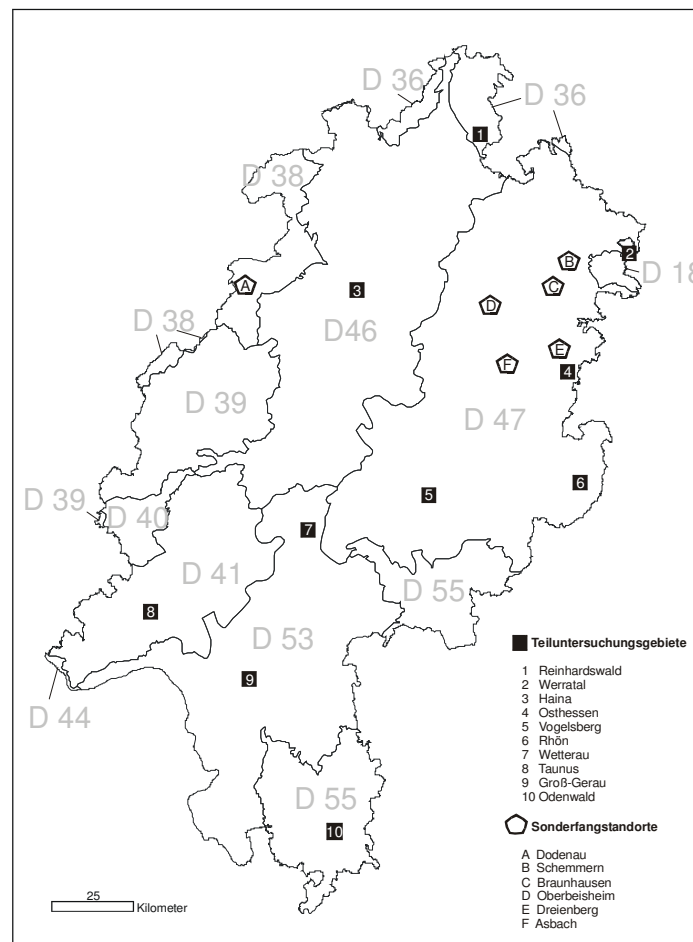 D 36
D 36
1
D 38
2
B
D 18
A
C
3
D
D46
D 38
E
F
4
D 39
D 47
6
5
D 39
D 40
7
D 41
D 55
8
D 53
9
D 44
D 55
10
Teiluntersuchungsgebiete
1 Reinhardswald
2 Werratal
3 Haina
4 Osthessen
5 Vogelsberg
6 Rhön
7 Wetterau
8 Taunus
9 Groß-Gerau
10 Odenwald
Sonderfangstandorte
A Dodenau
B Schemmern
C Braunhausen
D Oberbeisheim
E Dreienberg
F Asbach
25
Kilometer